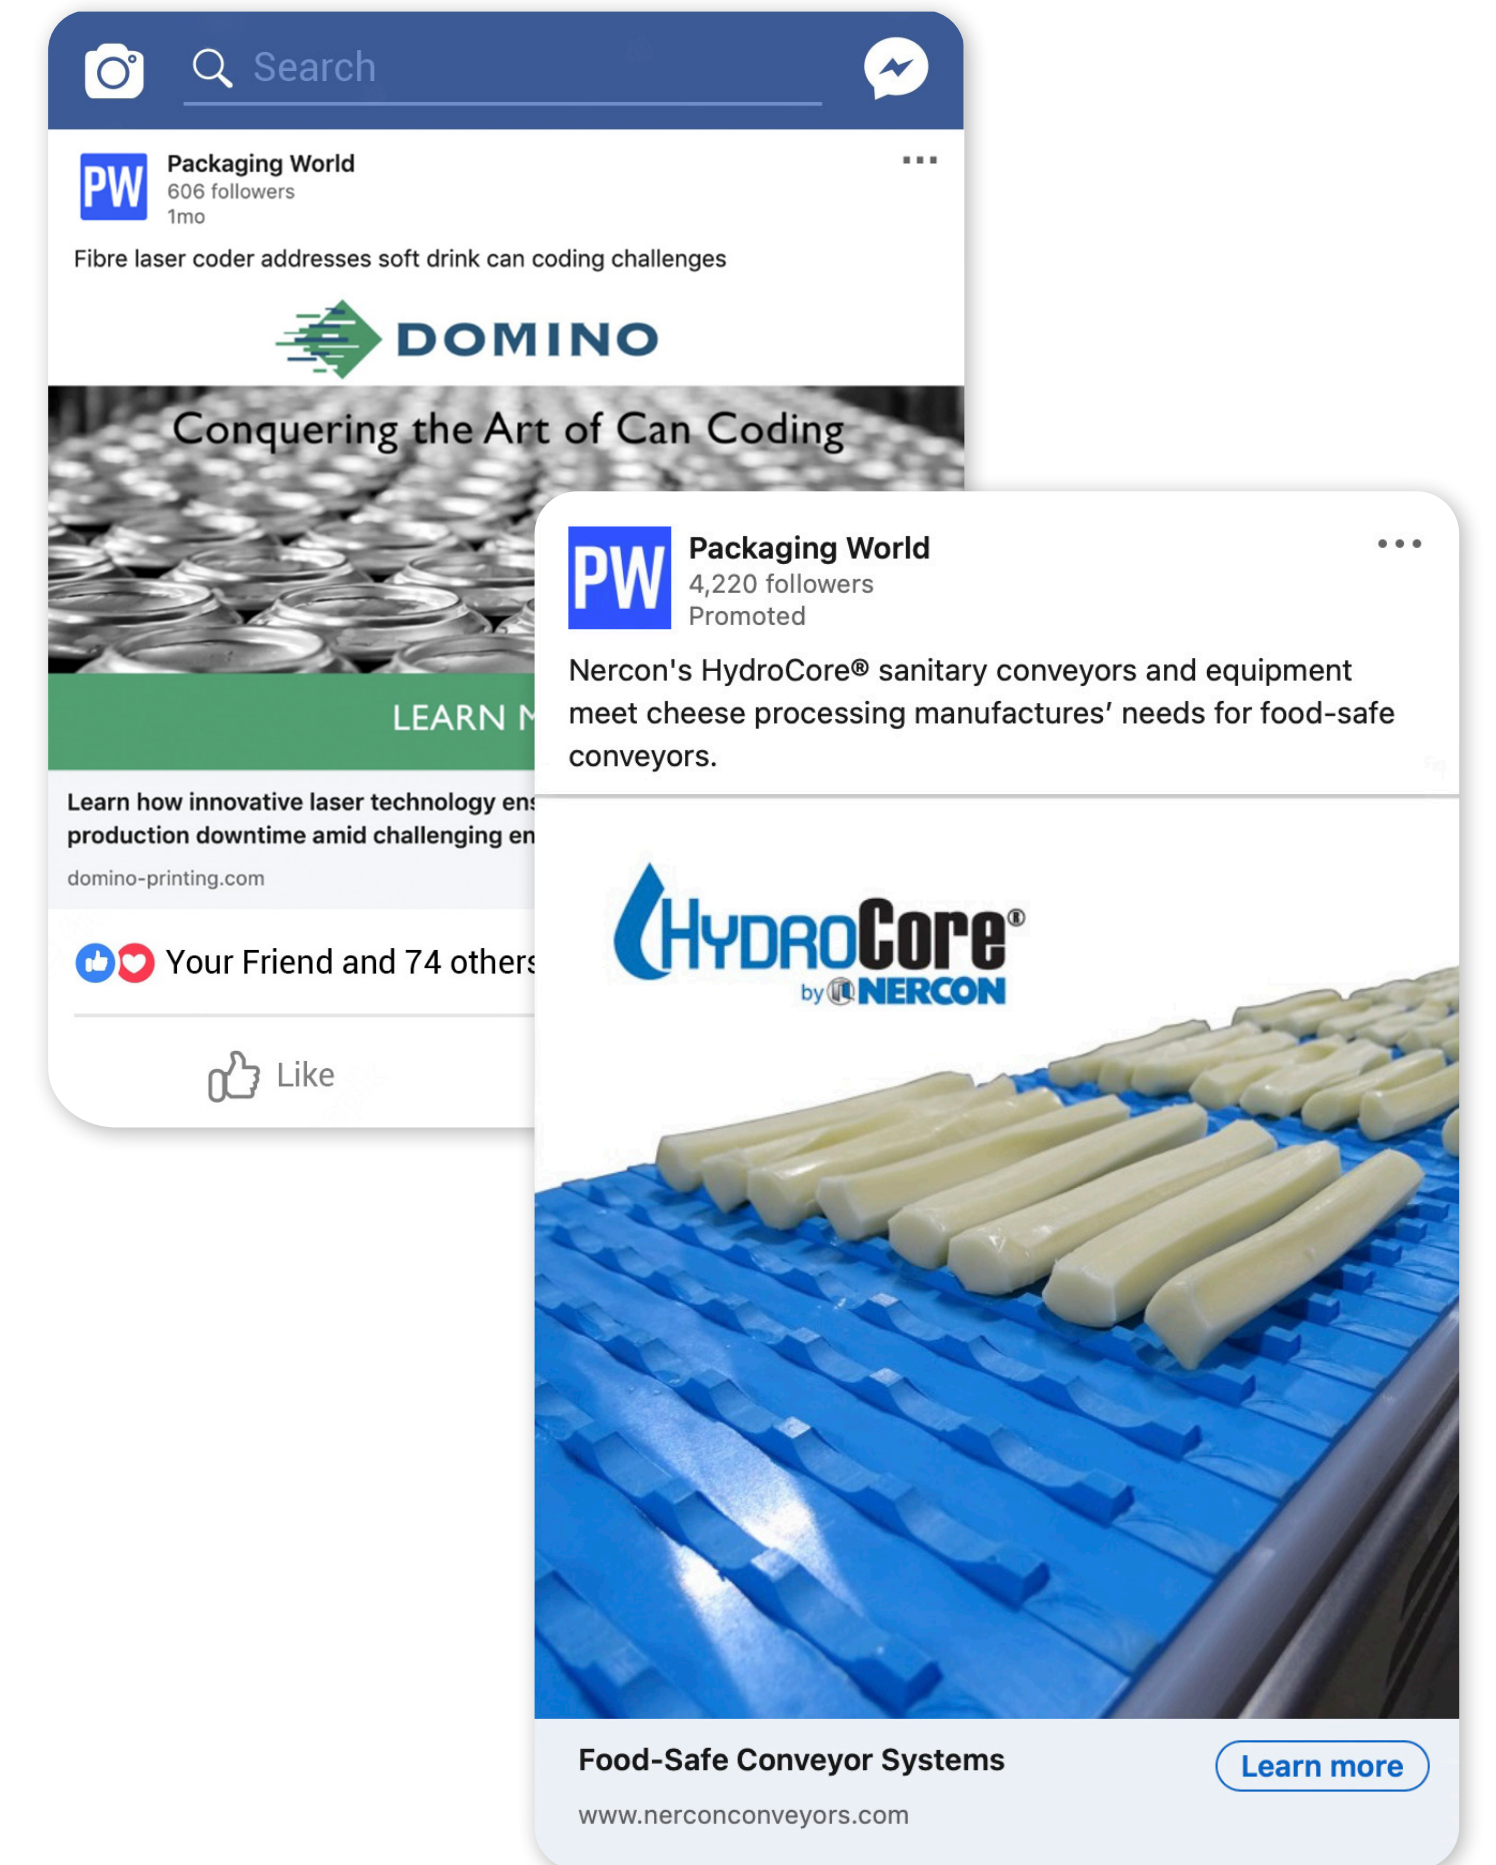 Search
PW
Packaging World
606 followers
1mo
Fibre laser coder addresses soft drink can coding challenges
DOMINO
Conquering the Art of Can Coding
LEARN
Learn how innovative laser technology
production downtime amid challenging
domino-printing.com
Your Friend and 74 others
Like
PW
Packaging World
4,220 followers
Promoted
Nercon's HydroCore® sanitary conveyors and equipment
meet cheese processing manufactures’ needs for food-safe
conveyors.
HYDROCore®
by NERCON
Food-Safe Conveyor Systems
Learn more
www.nerconconveyors.com